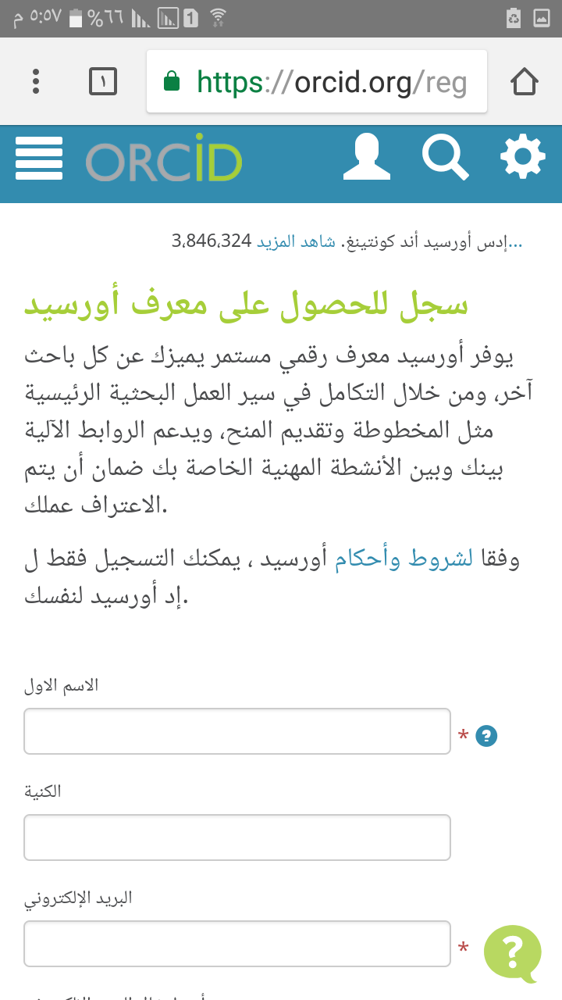 م ٥:٥٧ %٦٦ 1
١ https://orcid.org/reg
ORCiD
3،846،324 إدس أورسيد أند كونتينغ. شاهد المزيد...
سجل للحصول على معرف أورسيد
يوفر أورسيد معرف رقمي مستمر يميزك عن كل باحث
آخر، ومن خلال التكامل في سير العمل البحثية الرئيسية
مثل المخطوطة وتقديم المنح، ويدعم الروابط الآلية
بينك وبين الأنشطة المهنية الخاصة بك ضمان أن يتم
الاعتراف عملك.
وفقا لشروط وأحكام أورسيد ، يمكنك التسجيل فقط ل
إد أورسيد لنفسك.
الاسم الاول
* ?
الكنية
البريد الإلكتروني
* ?